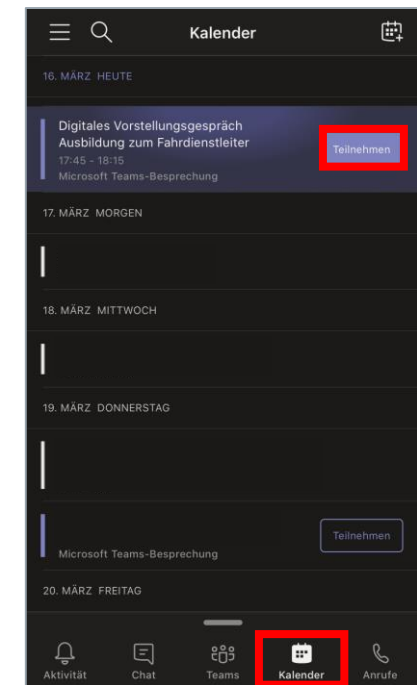 Kalender
16. MÄRZ HEUTE
Digitales Vorstellungsgespräch
Ausbildung zum Fahrdienstleiter
17:45 - 18:15
Microsoft Teams-Besprechung
Teilnehmen
17. MÄRZ MORGEN
18. MÄRZ MITTWOCH
19. MÄRZ DONNERSTAG
Teilnehmen
Microsoft Teams-Besprechung
20. MÄRZ FREITAG
Aktivität
Chat
Teams
Kalender
Anrufe